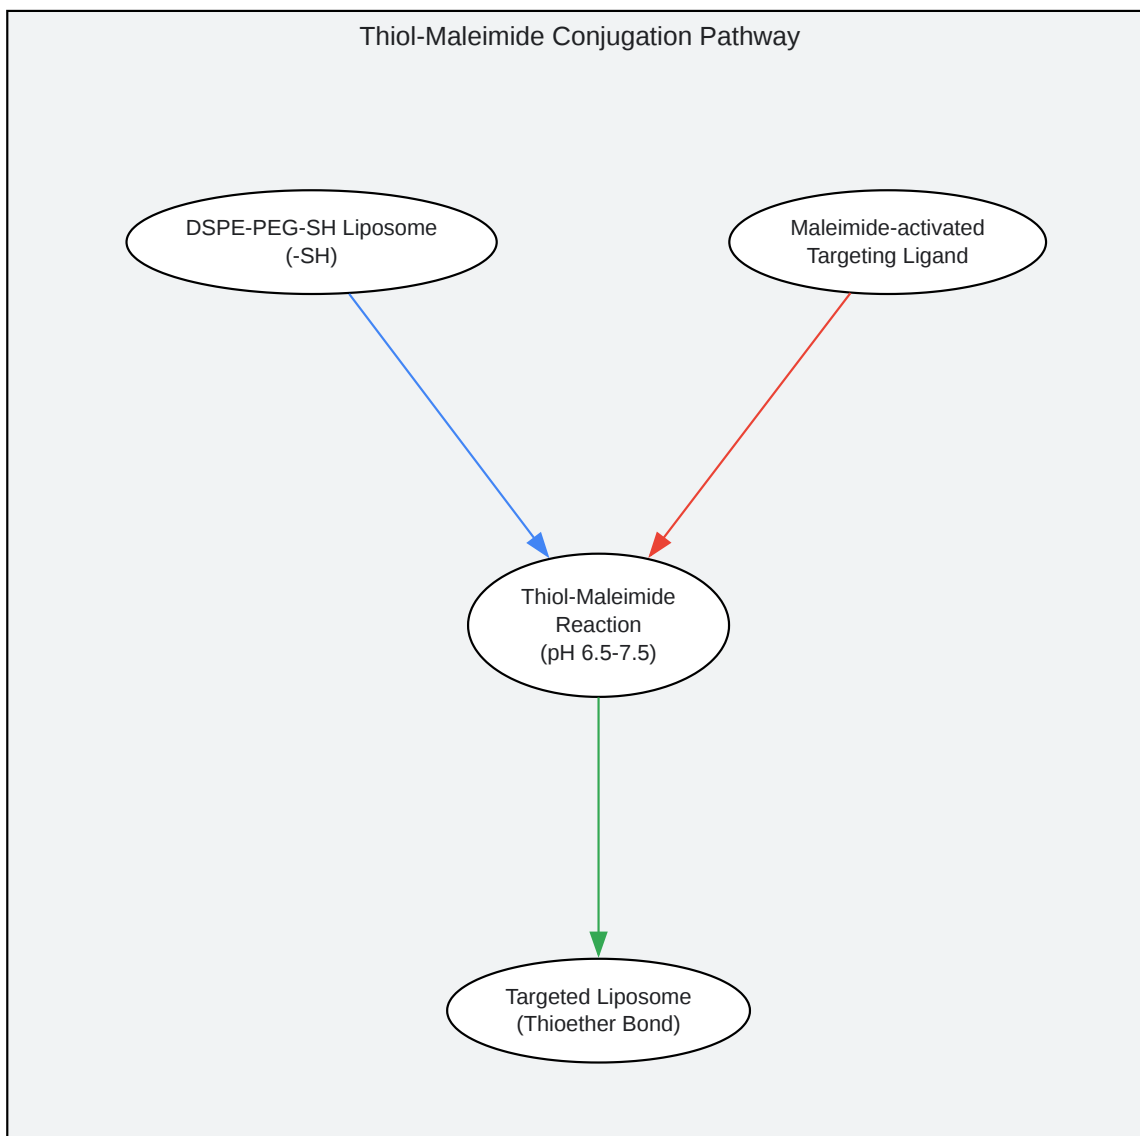 Thiol-Maleimide Conjugation Pathway
DSPE-PEG-SH Liposome
(-SH)
Maleimide-activated
Targeting Ligand
Thiol-Maleimide
Reaction
(pH 6.5-7.5)
Targeted Liposome
(Thioether Bond)